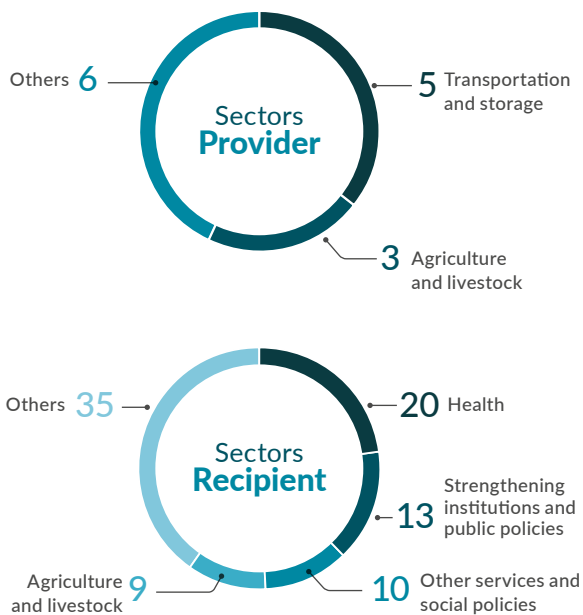 Others 6
Sectors
Provider
5 Transportation
and storage
3 Agriculture
and livestock
Others 35
Sectors
Recipient
20 Health
13 Strengthening
institutions and
public policies
Agriculture
and livestock 9
10 Other services and
social policies